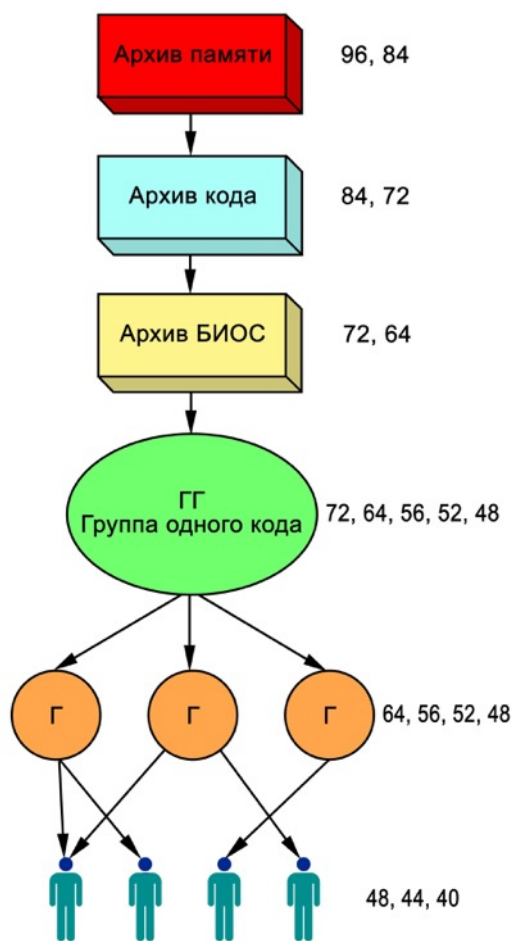 Архив памяти
96, 84
Архив кода
84, 72
Архив БИОС
72, 64
ГГ
Группа одного кода
72, 64, 56, 52, 48
Г
Г
Г
64, 56, 52, 48
48, 44, 40